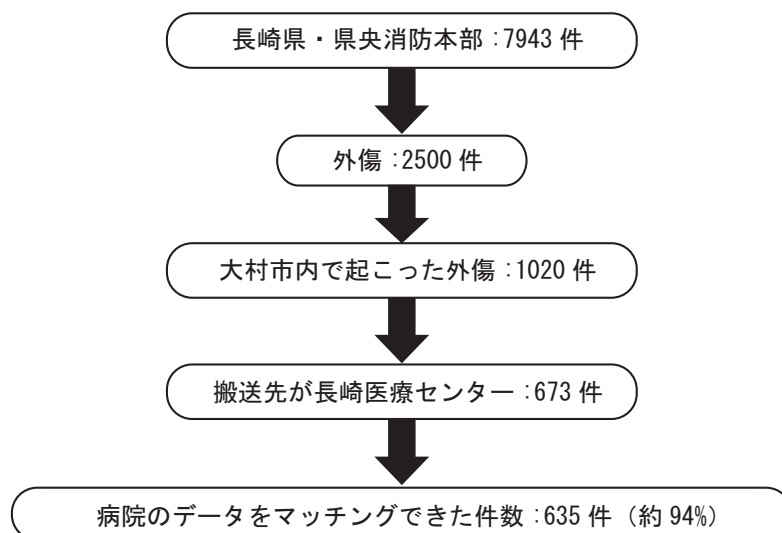 長崎県・県央消防本部:7943 件
外傷:2500 件
大村市内で起こった外傷:1020 件
搬送先が長崎医療センター:673 件
病院のデータをマッチングできた件数:635 件（約 94%）